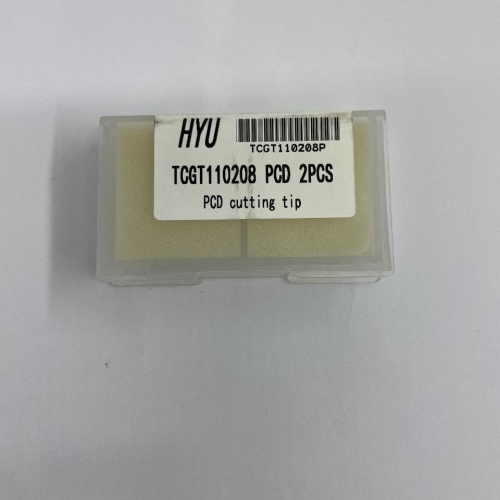 HYU
TCGT110208P
TCGT110208 PCD 2PCS
PCD cutting tip